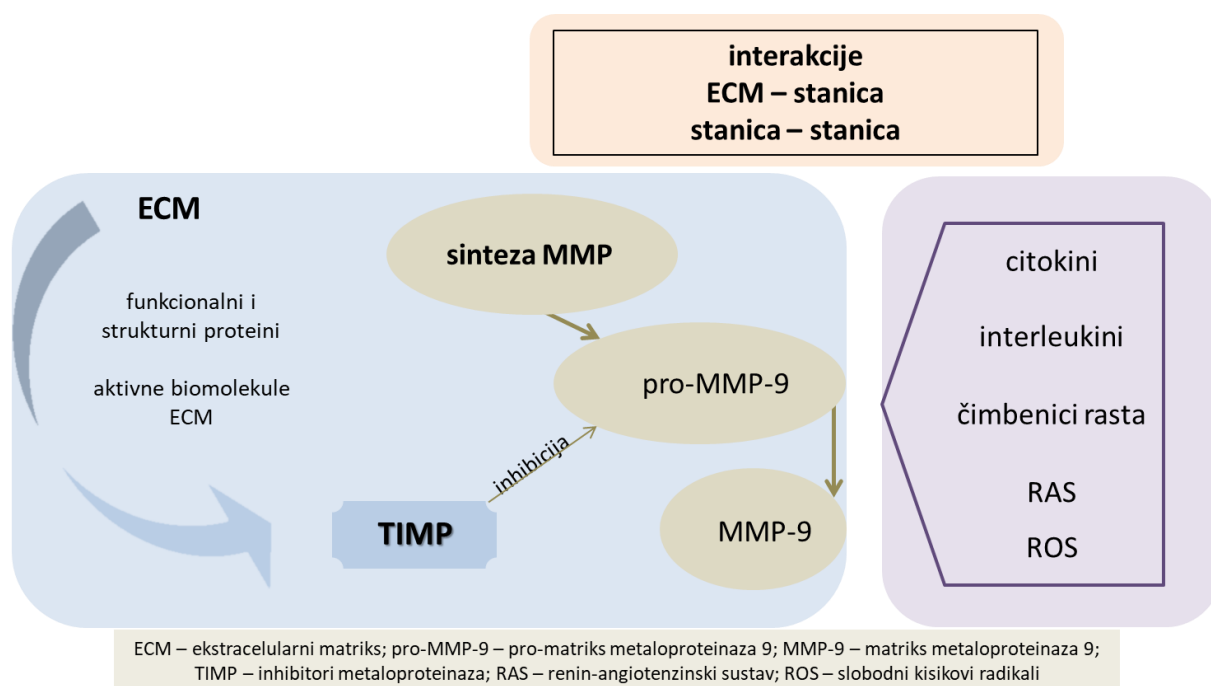 interakcije
ECM – stanica
stanica – stanica
ECM
funkcionalni i
strukturni proteini
aktivne biomolekule
ECM
sinteza MMP
pro-MMP-9
inhibicija
TIMP
MMP-9
citokini
interleukini
čimbenici rasta
RAS
ROS
ECM – ekstracelularni matriks; pro-MMP-9 – pro-matriks metaloproteinaza 9; MMP-9 – matriks metaloproteinaza 9;
TIMP – inhibitori metaloproteinaza; RAS – renin-angiotenzinski sustav; ROS – slobodni kisikovi radikali